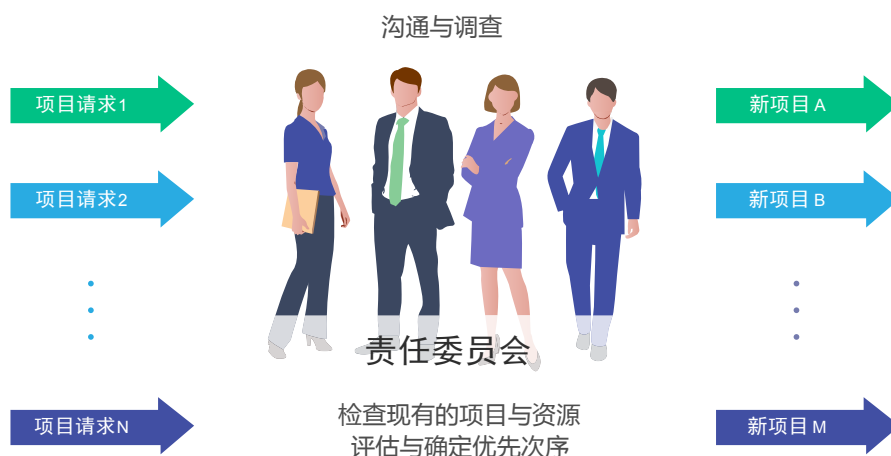 沟通与调查
项目请求1
新项目 A
项目请求2
新项目 B
责任委员会
项目请求N
检查现有的项目与资源
评估与确定优先次序
新项目 M